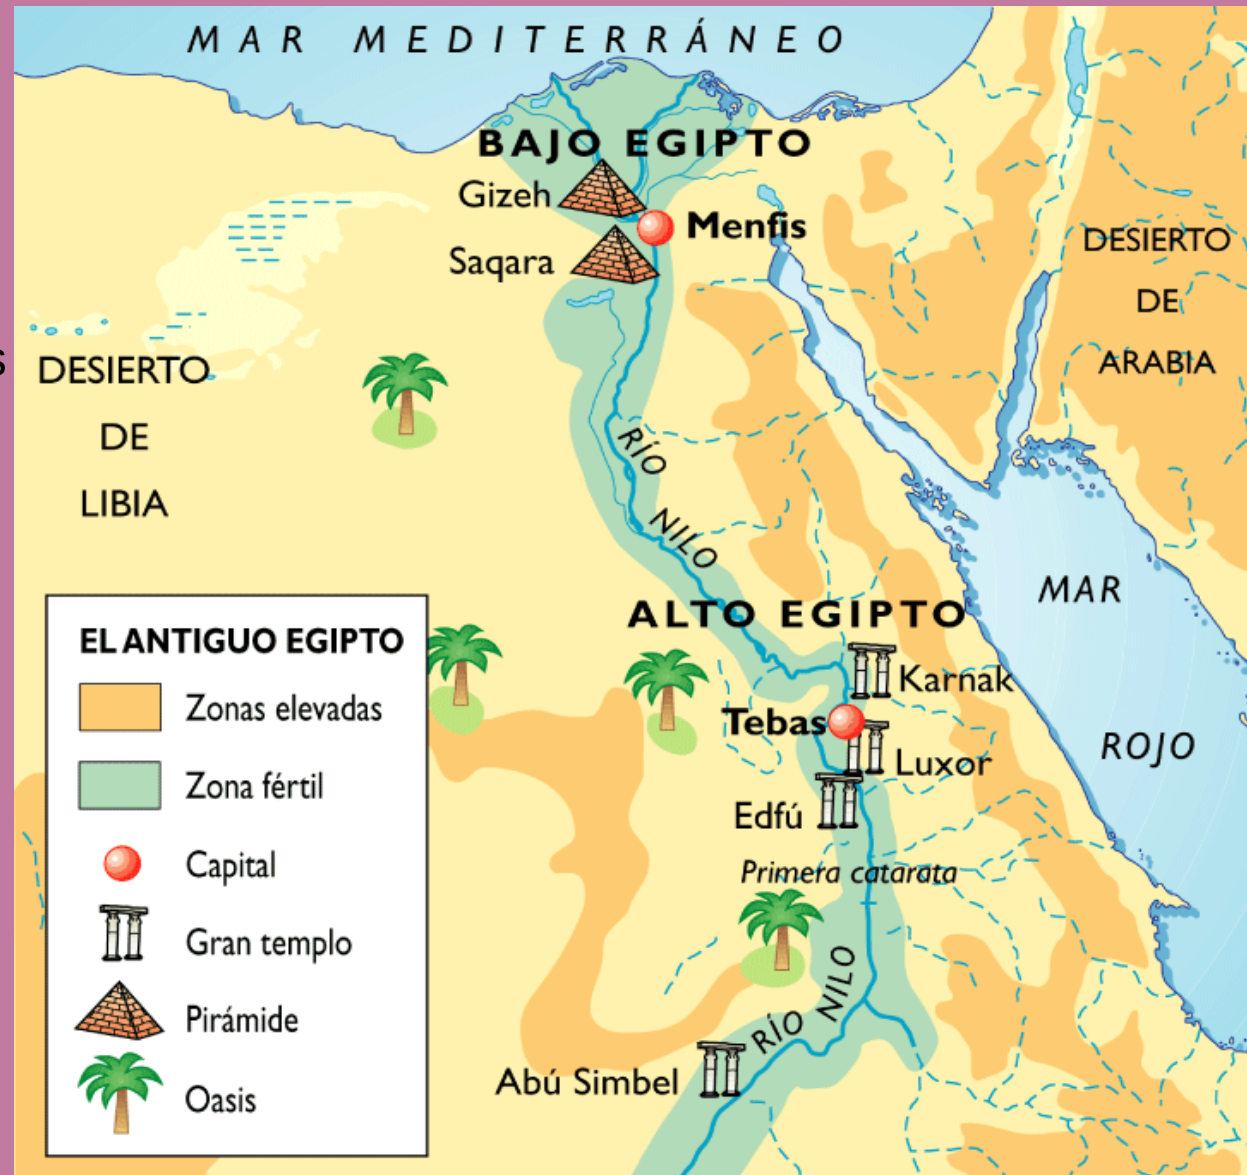 MAR MEDITERRÁNEO
BAJO EGIPTO
Gizeh
Menfis
Saqara
DESIERTO
DE
ARABIA
s
DESIERTO
DE
LIBIA
RÍO
NILO
MAR
ROJO
ALTO EGIPTO
Karnak
Tebas
Luxor
Edfú
Primera catarata
RÍO NILO
Abú Simbel
EL ANTIGUO EGIPTO
Zonas elevadas
Zona fértil
Capital
Gran templo
Pirámide
Oasis